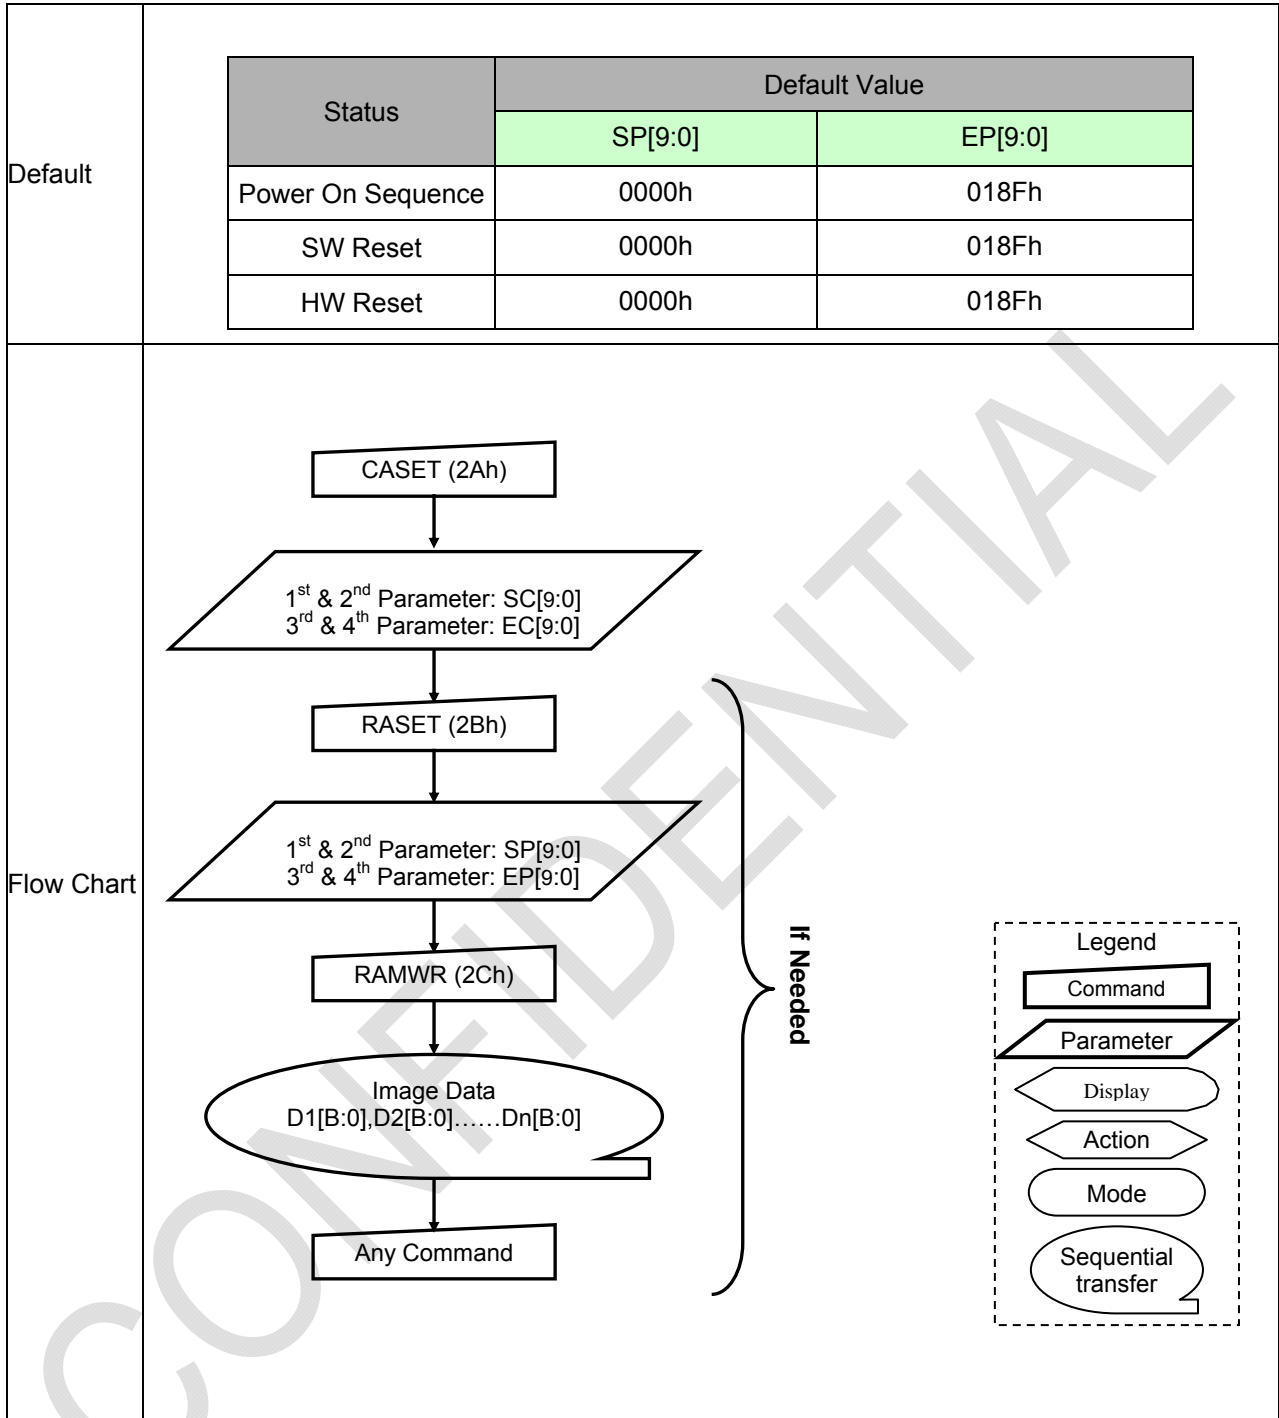 Default
Status
Default Value
SP[9:0]
EP[9:0]
Power On Sequence
0000h
018Fh
SW Reset
0000h
018Fh
HW Reset
0000h
018Fh
Flow Chart
CASET (2Ah)
1st & 2nd Parameter: SC[9:0]
3rd & 4th Parameter: EC[9:0]
RASET (2Bh)
1st & 2nd Parameter: SP[9:0]
3rd & 4th Parameter: EP[9:0]
RAMWR (2Ch)
Image Data
D1[B:0],D2[B:0]……Dn[B:0]
Any Command
If Needed
Legend
Command
Parameter
Display
Action
Mode
Sequential
transfer
CONFIDENTIAL